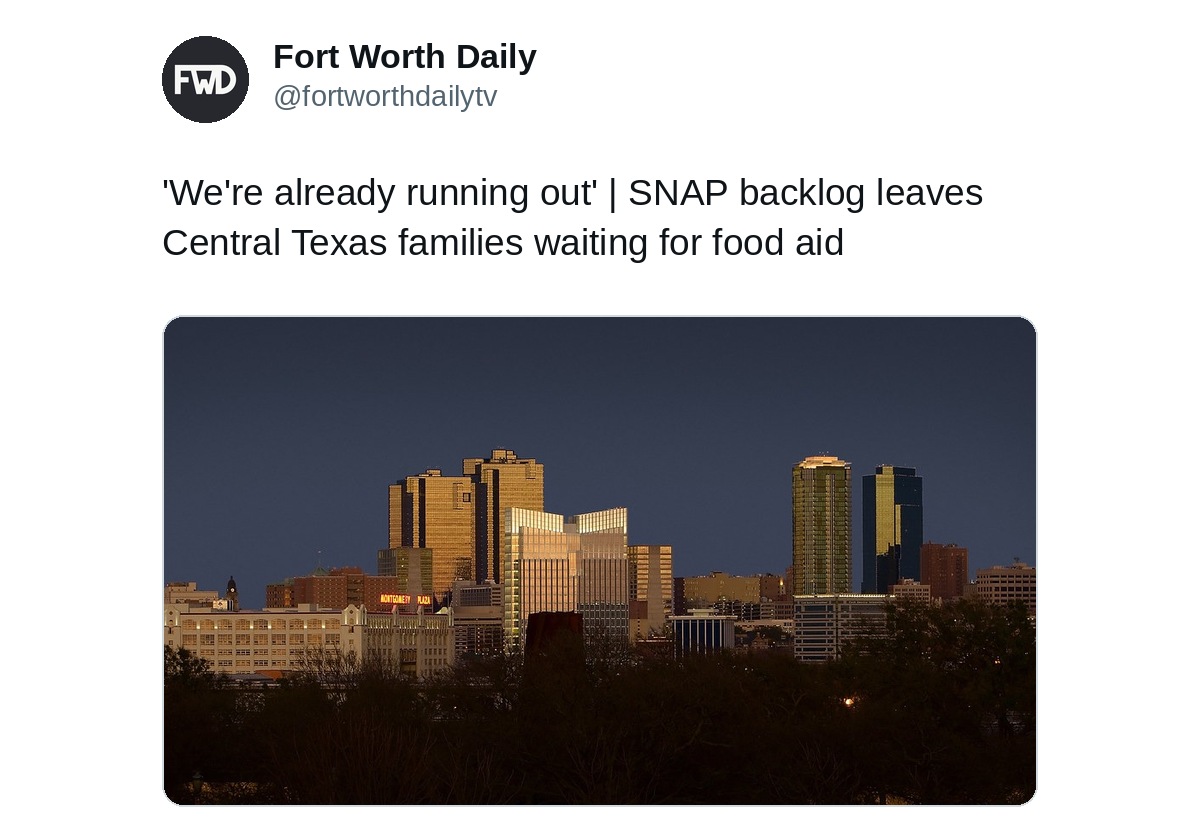 FWD
Fort Worth Daily
@fortworthdailytv
'We're already running out' | SNAP backlog leaves
Central Texas families waiting for food aid
MONTGOMERY PLAZA